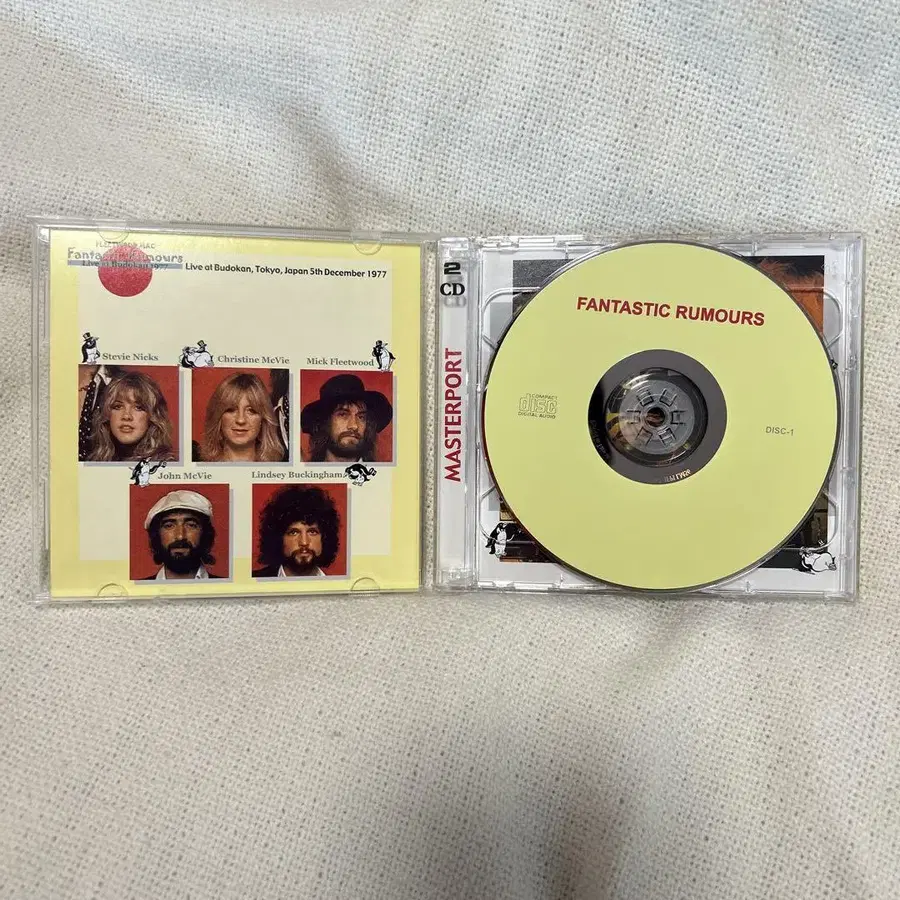 FLEETWOOD MAC
Fantastic Rumours
Live at Budokan 1977
Live at Budokan, Tokyo, Japan 5th December 1977
Stevie Nicks
Christine McVie
Mick Fleetwood
John McVie
Lindsey Buckingham
2
CD
MASTERPORT
FANTASTIC RUMOURS
COMPACT
disc
DIGITAL AUDIO
DISC-1